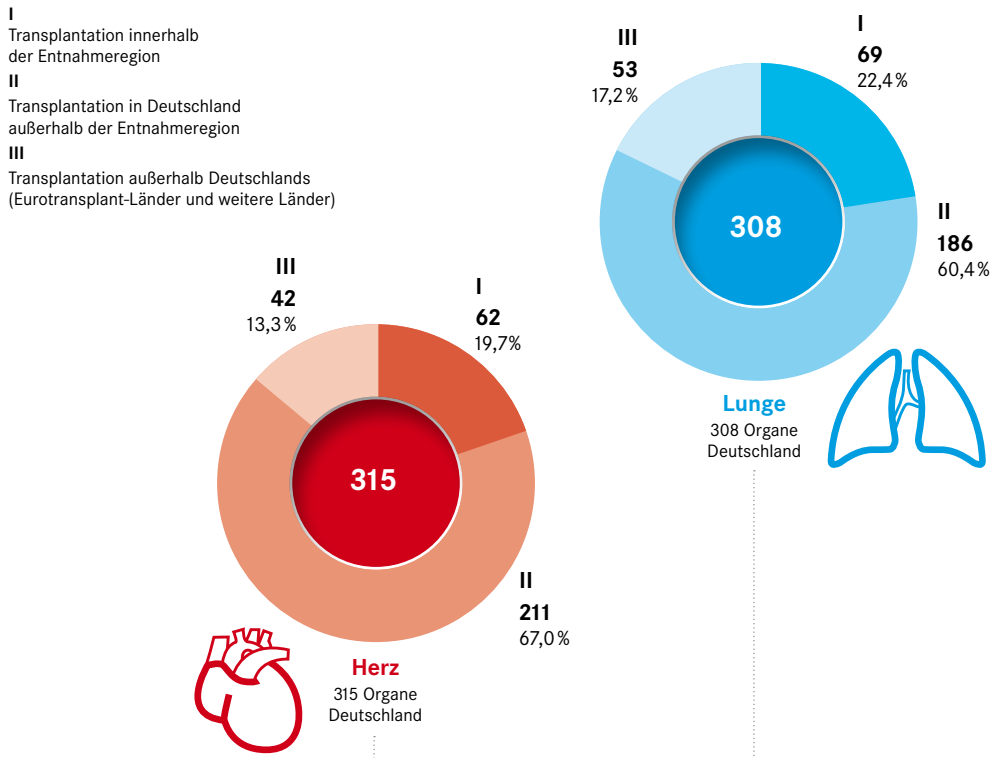 I
Transplantation innerhalb
der Entnahmeregion
II
Transplantation in Deutschland
außerhalb der Entnahmeregion
III
Transplantation außerhalb Deutschlands
(Eurotransplant-Länder und weitere Länder)
III
53
17,2 %
I
69
22,4 %
308
II
186
60,4 %
Lunge
308 Organe
Deutschland
III
42
13,3 %
I
62
19,7%
315
II
211
67,0 %
Herz
315 Organe
Deutschland